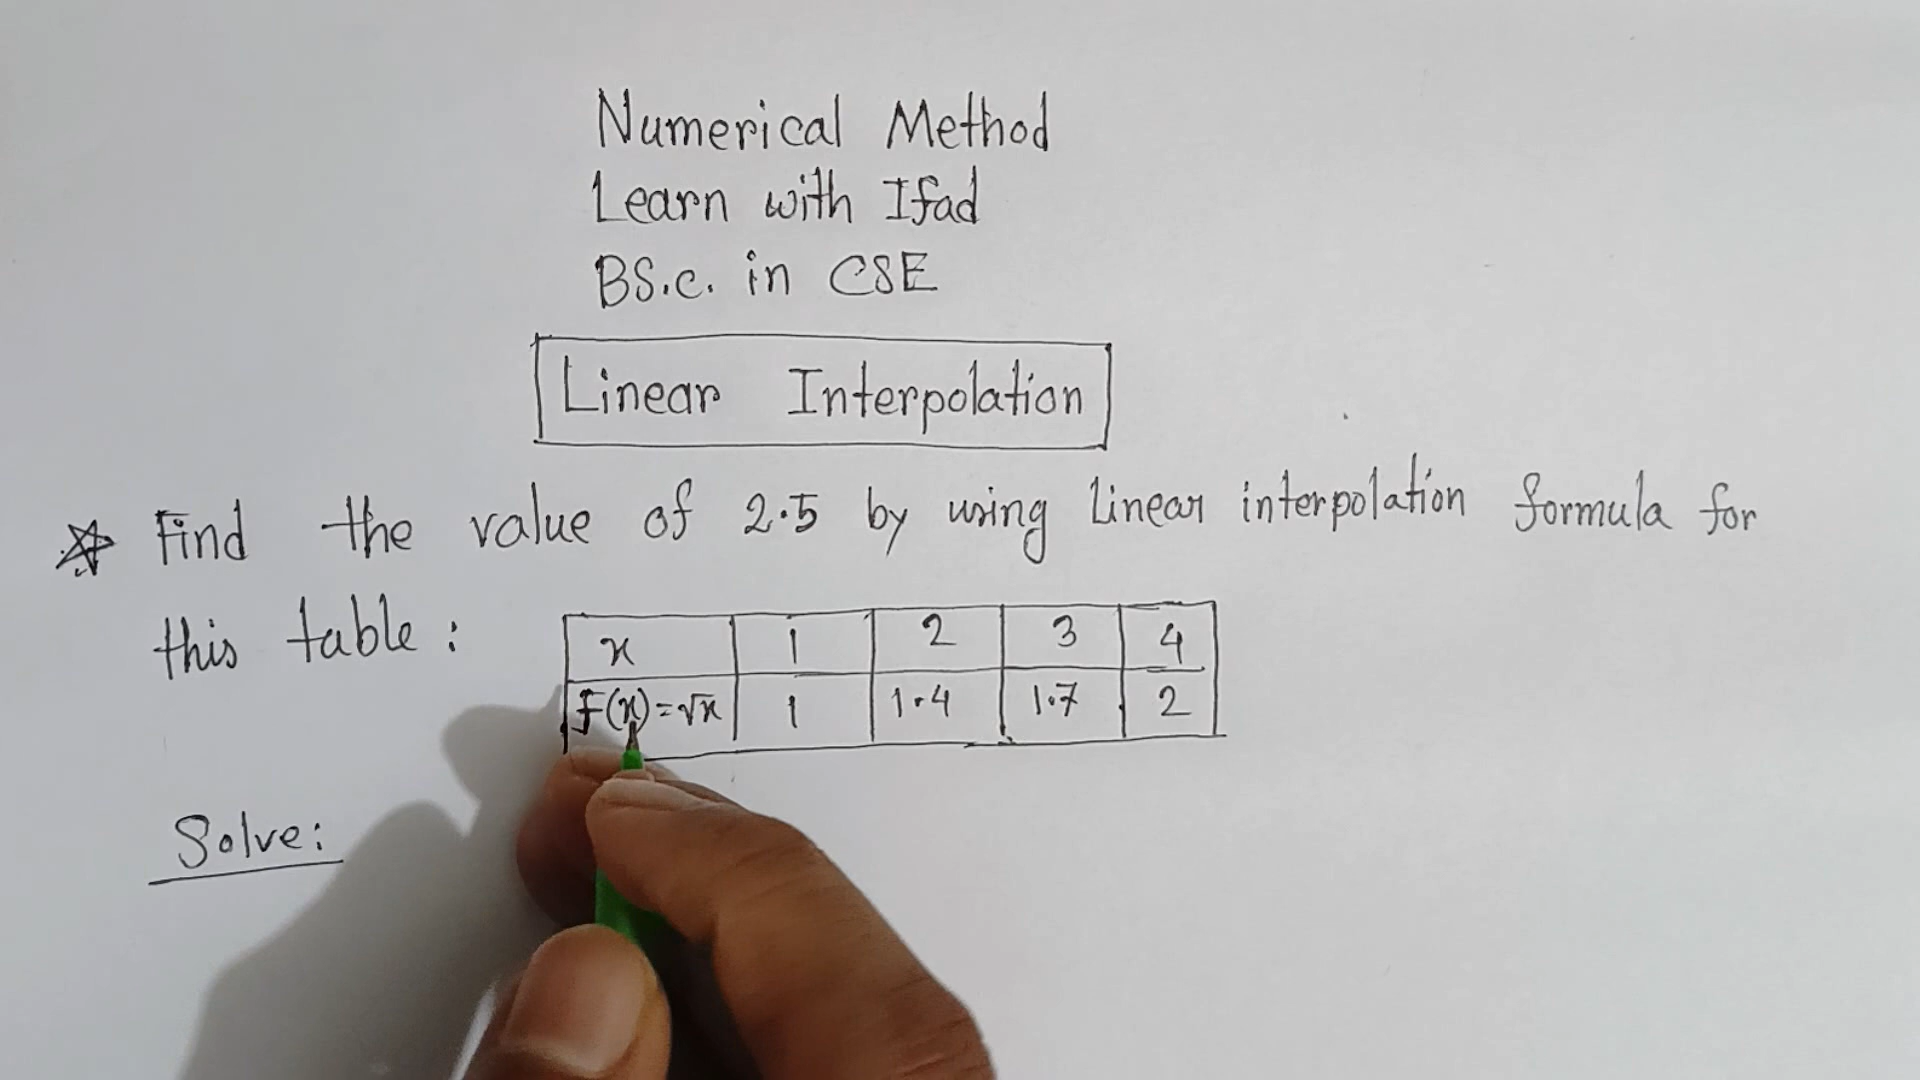 Numerical Method
Learn with Ifad
BS.c. in CSE
Linear Interpolation
Find the value of 2.5 by using Linear interpolation formula for
this table:
x 1 2 3 4
f(x)=√x 1 1.4 1.7 2
Solve: